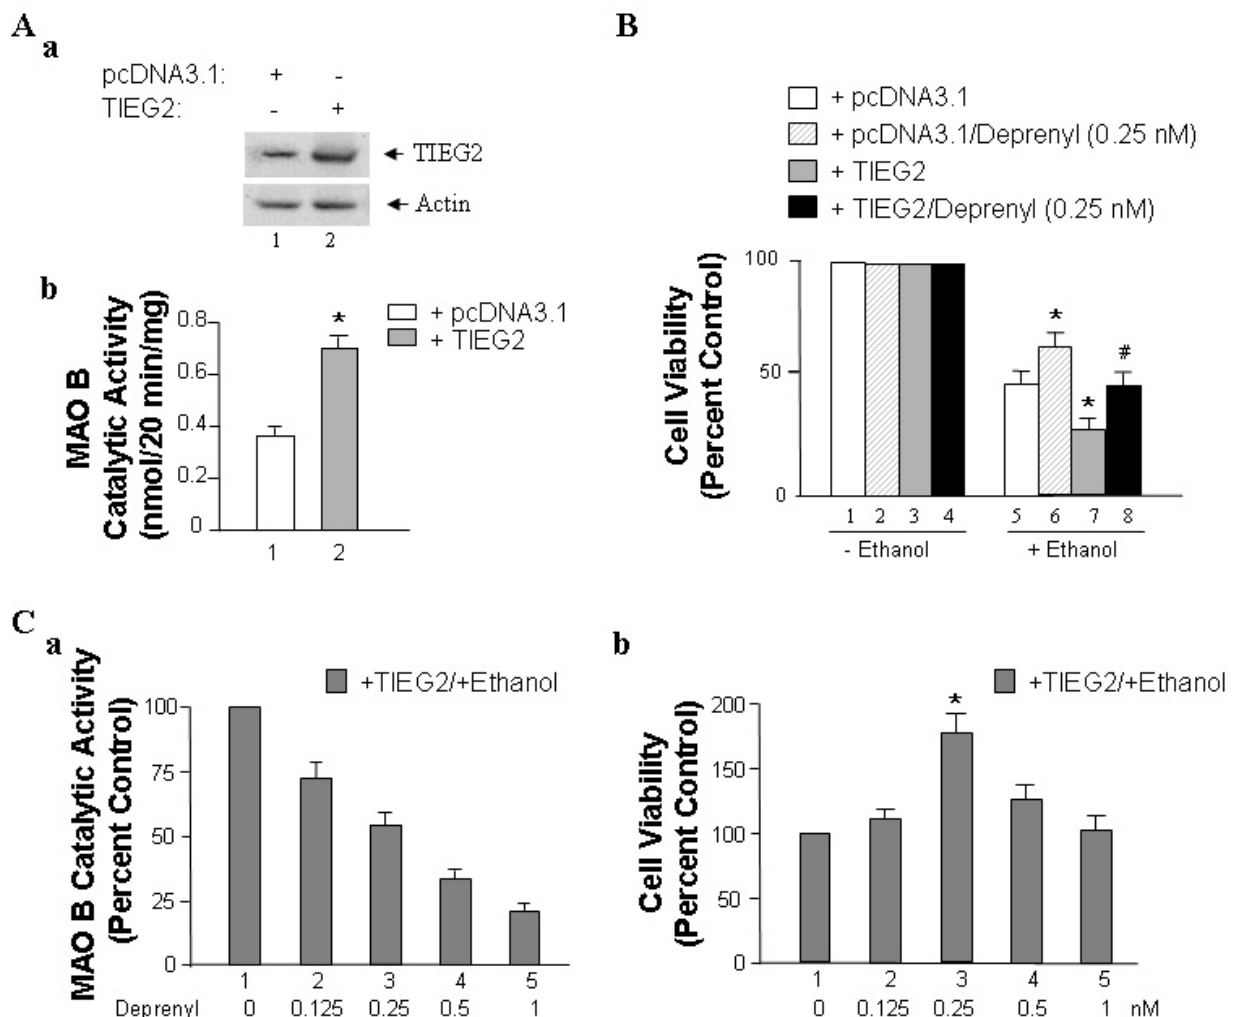 A
a
pcDNA3.1: + -
TIEG2: - +
TIEG2
Actin
1 2
b
MAO B
Catalytic Activity
(nmol/20 min/mg)
0.8
0.6
0.4
0.2
0
*
+ pcDNA3.1
+ TIEG2
1 2
B
+ pcDNA3.1
+ pcDNA3.1/Deprenyl (0.25 nM)
+ TIEG2
+ TIEG2/Deprenyl (0.25 nM)
Cell Viability
(Percent Control)
100
50
0
* * #
1 2 3 4 5 6 7 8
- Ethanol + Ethanol
C
a
MAO B Catalytic Activity
(Percent Control)
+TIEG2/+Ethanol
100
75
50
25
0
1 2 3 4 5
Deprenyl 0 0.125 0.25 0.5 1
b
Cell Viability
(Percent Control)
+TIEG2/+Ethanol
200
150
100
50
0
*
1 2 3 4 5
0 0.125 0.25 0.5 1 nM